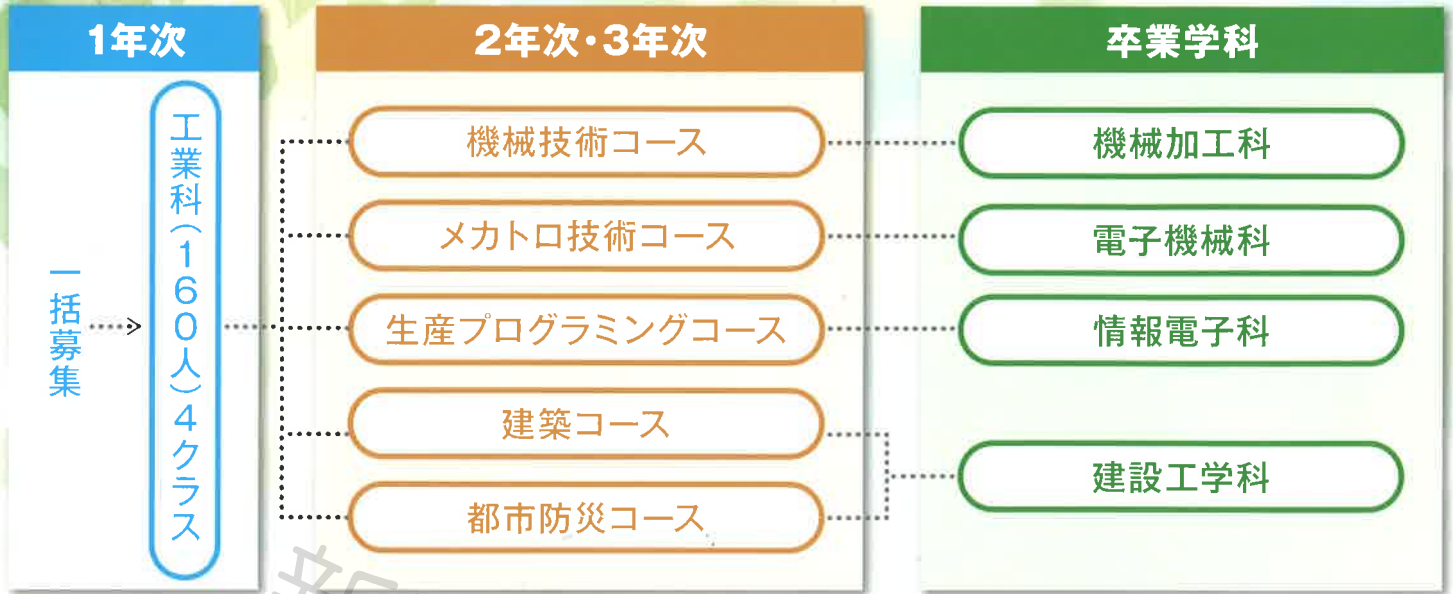 1年次
一括募集
工業科(160人)4クラス
2年次・3年次
機械技術コース
メカトロ技術コース
生産プログラミングコース
建築コース
都市防災コース
卒業学科
機械加工科
電子機械科
情報電子科
建設工学科